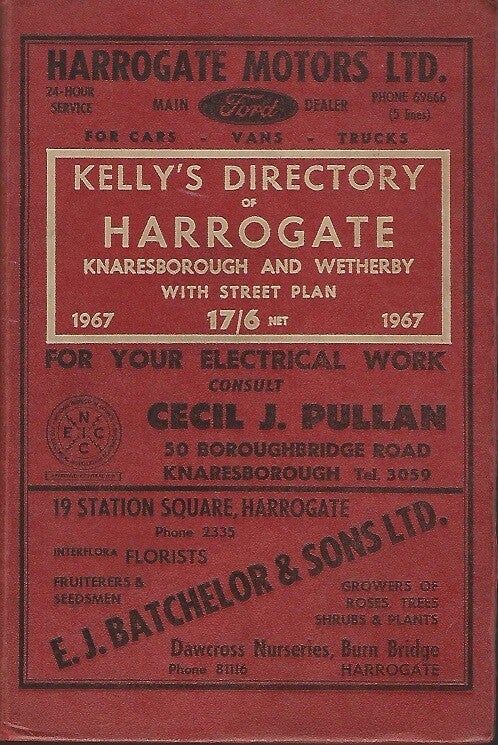 HARROGATE MOTORS LTD.
24-HOUR SERVICE
MAIN Ford DEALER
PHONE 69666
(5 lines)
FOR CARS - VANS - TRUCKS
KELLY'S DIRECTORY
OF
HARROGATE
KNARESBOROUGH AND WETHERBY
WITH STREET PLAN
1967 17/6 NET 1967
FOR YOUR ELECTRICAL WORK
CONSULT
NICEIC
CECIL J. PULLAN
50 BOROUGHBRIDGE ROAD
KNARESBOROUGH Tel. 3059
19 STATION SQUARE, HARROGATE
Phone 2335
INTERFLORA FLORISTS
FRUITERERS &
SEEDSMEN
E. J. BATCHELOR & SONS LTD.
GROWERS OF
ROSES, TREES
SHRUBS & PLANTS
Dawcross Nurseries, Burn Bridge
Phone 81116 HARROGATE